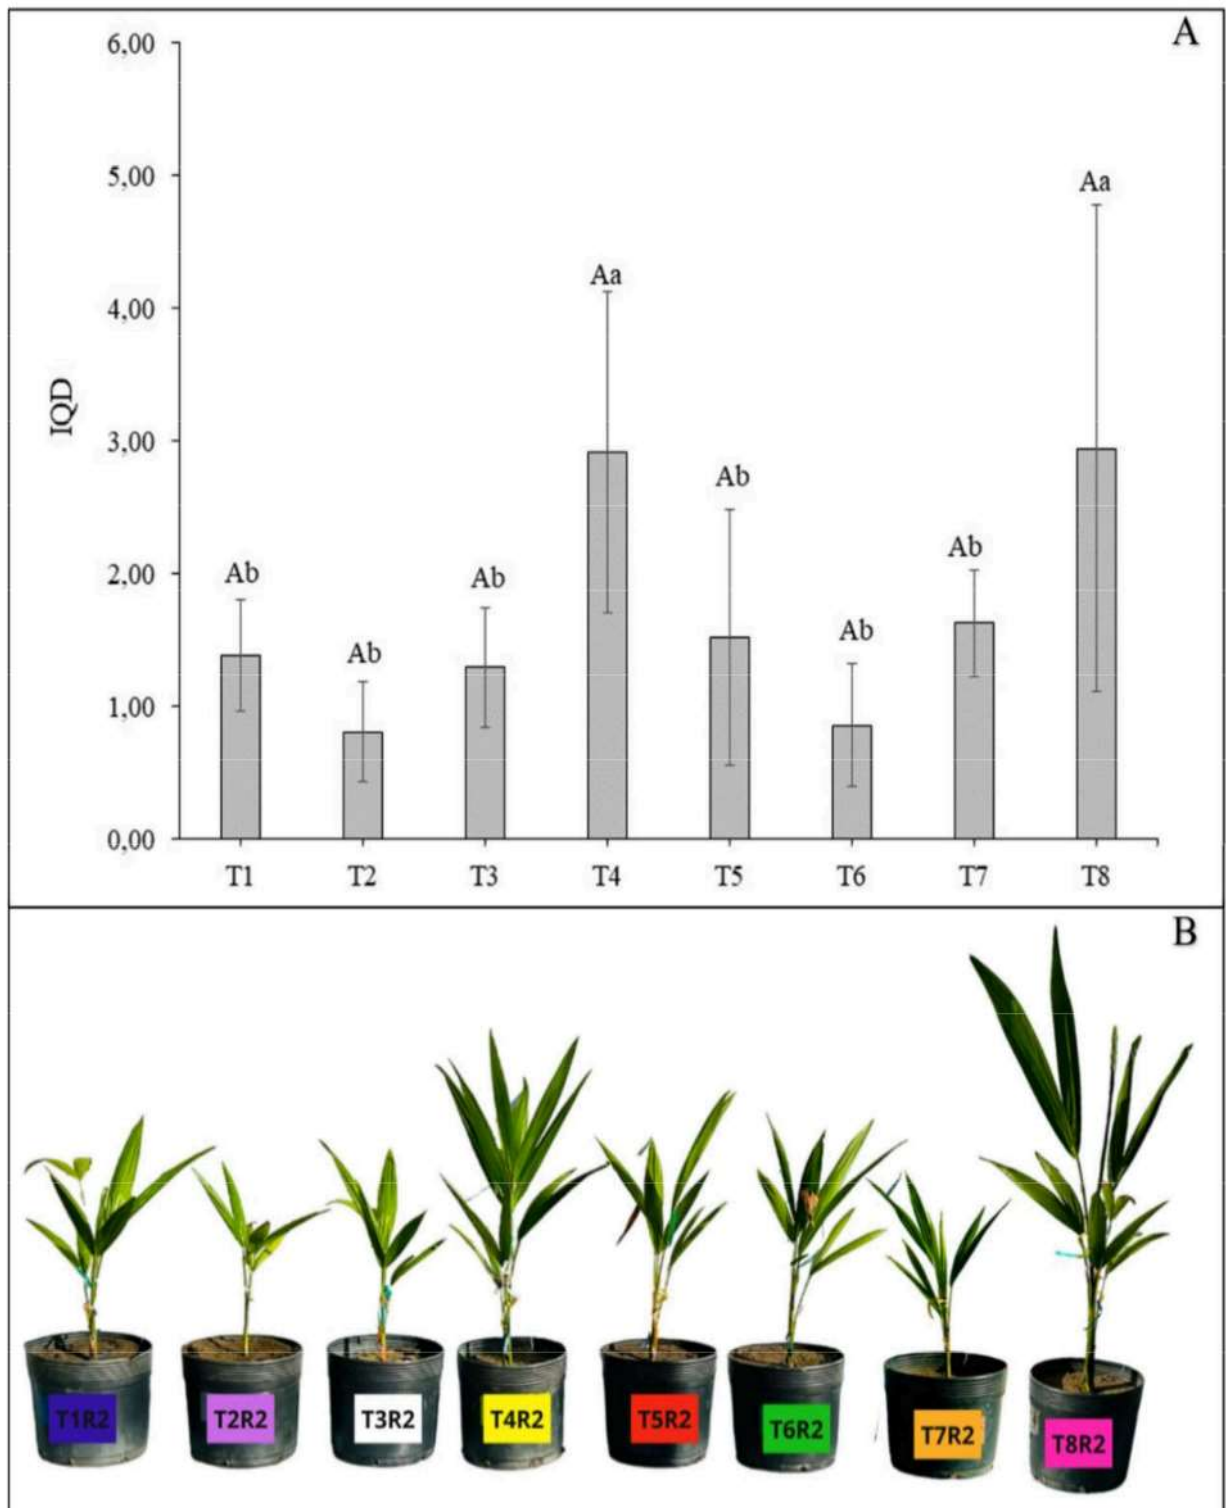 A
6,00
5,00
4,00
3,00
2,00
1,00
0,00
IQD
Ab
Ab
Ab
Aa
Ab
Ab
Ab
Aa
T1 T2 T3 T4 T5 T6 T7 T8
B
T1R2 T2R2 T3R2 T4R2 T5R2 T6R2 T7R2 T8R2